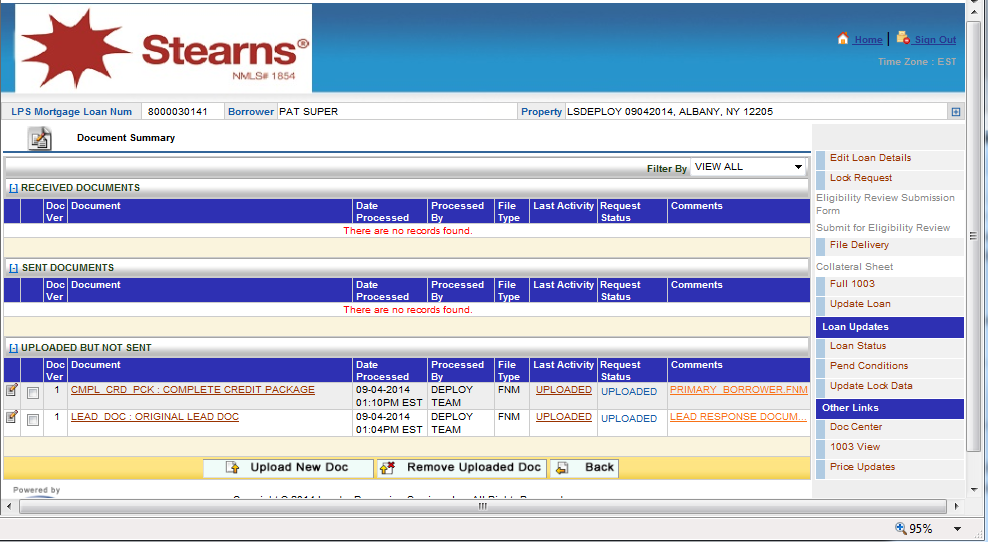 Stearns®
NMLS# 1854
Home | Sign Out
Time Zone : EST
LPS Mortgage Loan Num 8000030141 Borrower PAT SUPER Property LSDEPLOY 09042014, ALBANY, NY 12205
Document Summary
Filter By VIEW ALL
[-] RECEIVED DOCUMENTS
Doc Ver Document Date Processed Processed By File Type Last Activity Request Status Comments
There are no records found.
[-] SENT DOCUMENTS
Doc Ver Document Date Processed Processed By File Type Last Activity Request Status Comments
There are no records found.
[-] UPLOADED BUT NOT SENT
Doc Ver Document Date Processed Processed By File Type Last Activity Request Status Comments
1 CMPL_CRD_PCK : COMPLETE CREDIT PACKAGE 09-04-2014 01:10PM EST DEPLOY TEAM FNM UPLOADED UPLOADED PRIMARY_BORROWER.FNM
1 LEAD_DOC : ORIGINAL LEAD DOC 09-04-2014 01:04PM EST DEPLOY TEAM FNM UPLOADED UPLOADED LEAD RESPONSE DOCUM...
Upload New Doc Remove Uploaded Doc Back
Powered by
Edit Loan Details
Lock Request
Eligibility Review Submission
Form
Submit for Eligibility Review
File Delivery
Collateral Sheet
Full 1003
Update Loan
Loan Updates
Loan Status
Pend Conditions
Update Lock Data
Other Links
Doc Center
1003 View
Price Updates
95%